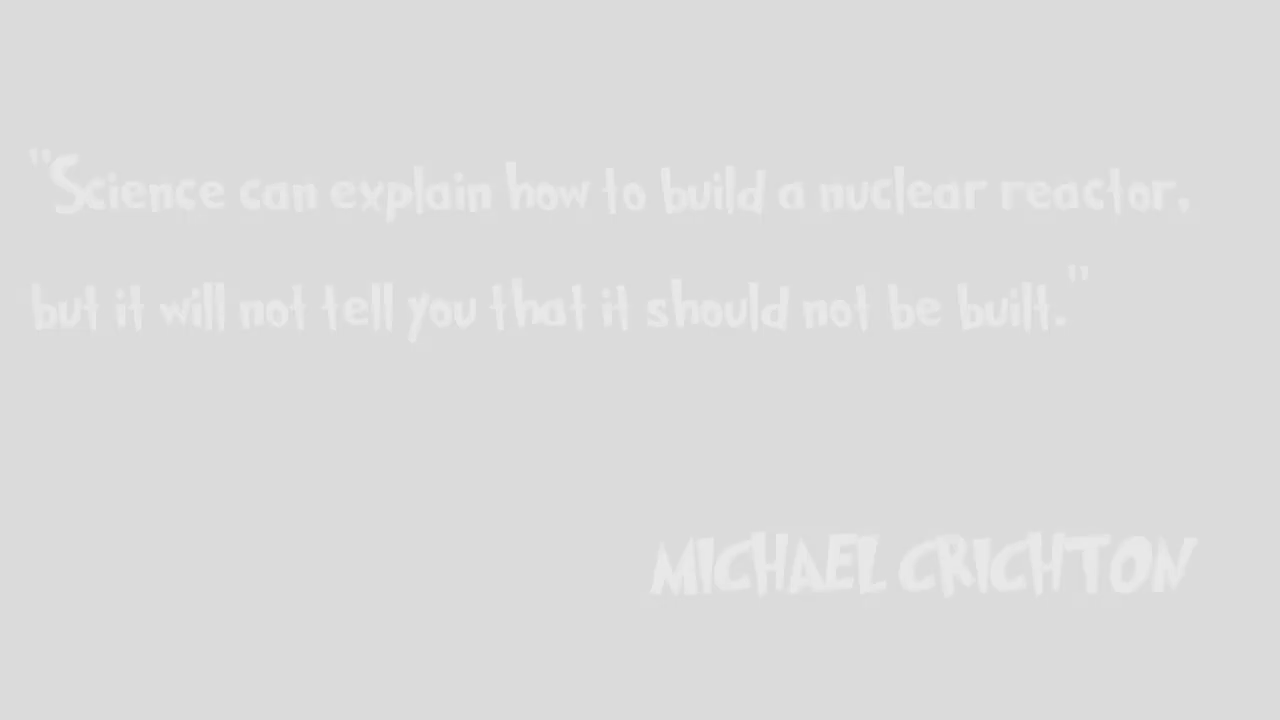 "Science can explain how to build a nuclear reactor,
but it will not tell you that it should not be built."
MICHAEL CRICHTON